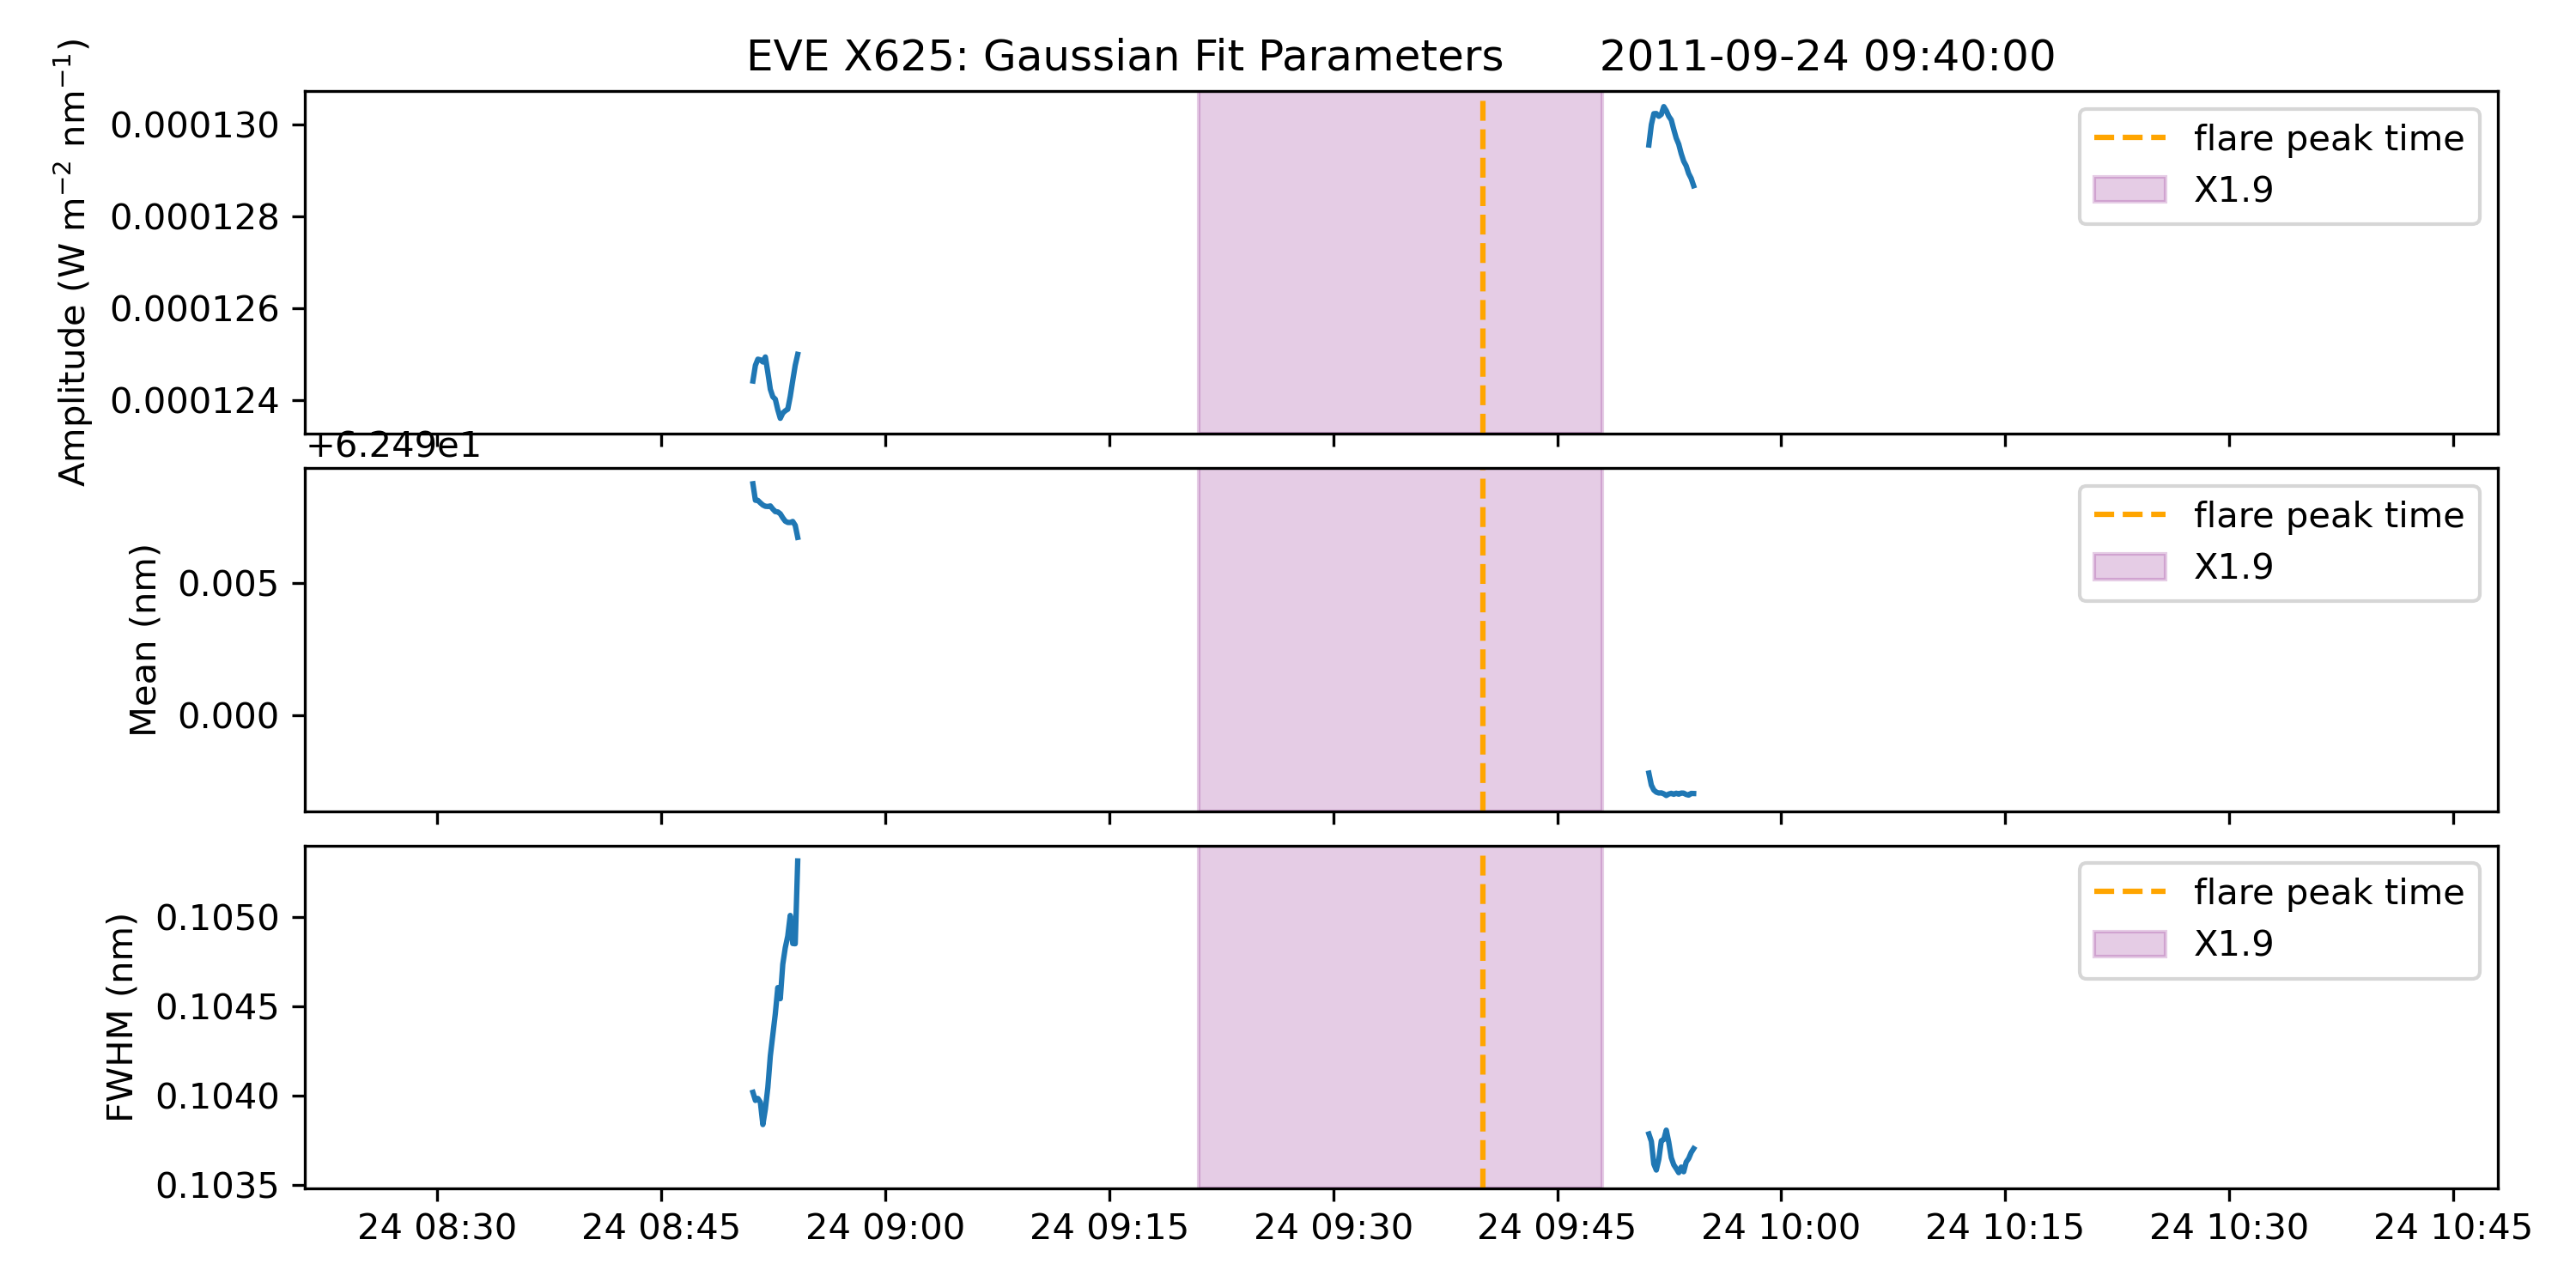 EVE X625: Gaussian Fit Parameters 2011-09-24 09:40:00
Amplitude (W m⁻² nm⁻¹)
0.000130
0.000128
0.000126
0.000124
flare peak time
X1.9
+6.249e1
Mean (nm)
0.005
0.000
flare peak time
X1.9
FWHM (nm)
0.1050
0.1045
0.1040
0.1035
flare peak time
X1.9
24 08:30 24 08:45 24 09:00 24 09:15 24 09:30 24 09:45 24 10:00 24 10:15 24 10:30 24 10:45